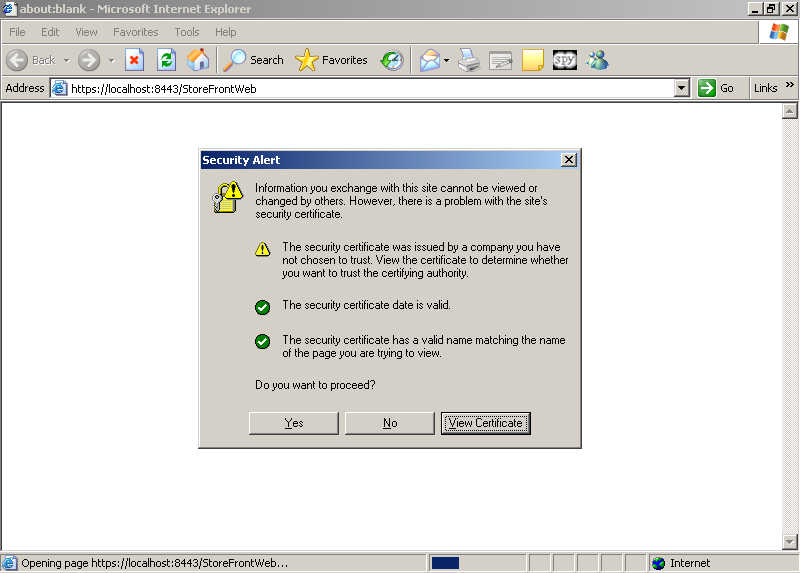 about:blank - Microsoft Internet Explorer
File Edit View Favorites Tools Help
Back Search Favorites spy
Address https://localhost:8443/StoreFrontWeb Go Links »
Security Alert
Information you exchange with this site cannot be viewed or
changed by others. However, there is a problem with the site's
security certificate.
The security certificate was issued by a company you have
not chosen to trust. View the certificate to determine whether
you want to trust the certifying authority.
The security certificate date is valid.
The security certificate has a valid name matching the name
of the page you are trying to view.
Do you want to proceed?
Yes No View Certificate
Opening page https://localhost:8443/StoreFrontWeb... Internet